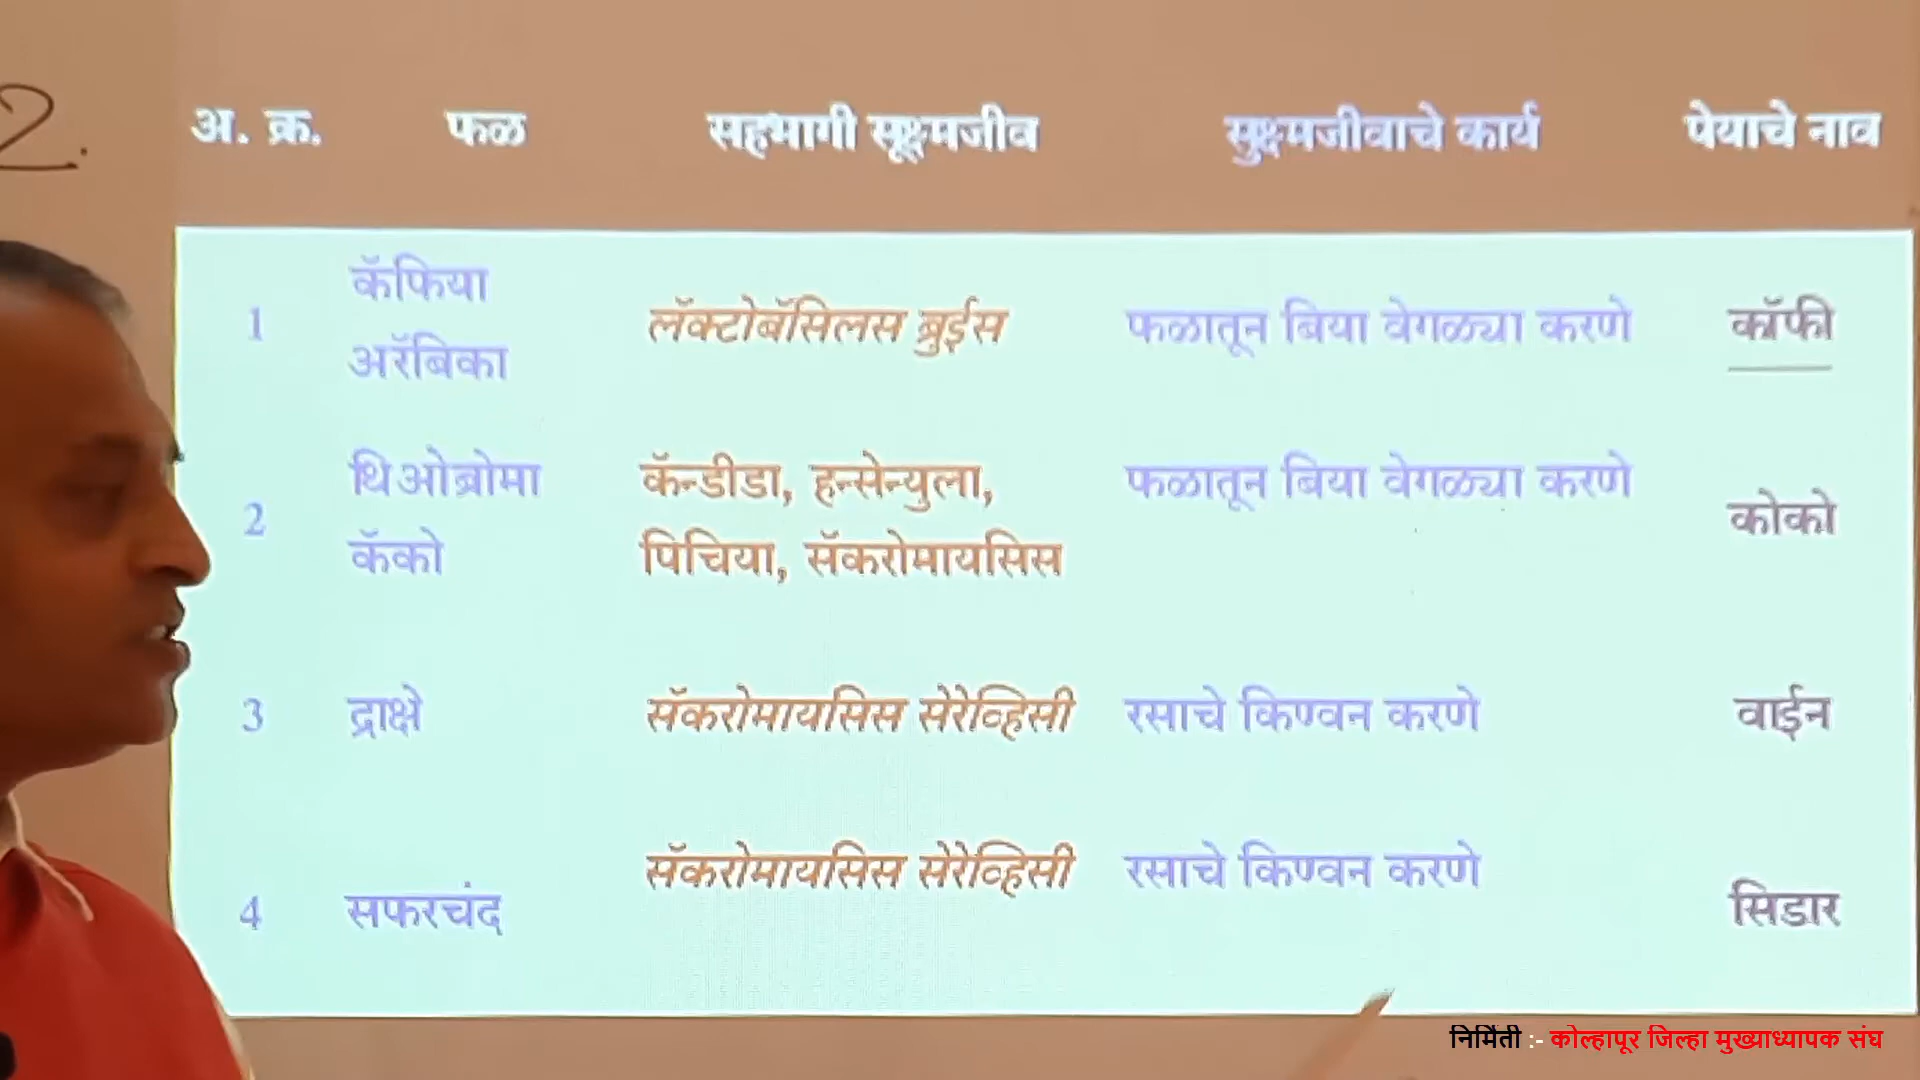 2.
अ. क्र. फळ सहभागी सूक्ष्मजीव सुक्ष्मजीवाचे कार्य पेयाचे नाव
1 कॅफिया अरॅबिका लॅक्टोबॅसिलस ब्रुईस फळातून बिया वेगळ्या करणे कॉफी
2 थिओब्रोमा कॅको कॅन्डीडा, हन्सेन्युला, पिचिया, सॅकरोमायसिस फळातून बिया वेगळ्या करणे कोको
3 द्राक्षे सॅकरोमायसिस सेरेव्हिसी रसाचे किण्वन करणे वाईन
4 सफरचंद सॅकरोमायसिस सेरेव्हिसी रसाचे किण्वन करणे सिडार
निर्मिती :- कोल्हापूर जिल्हा मुख्याध्यापक संघ